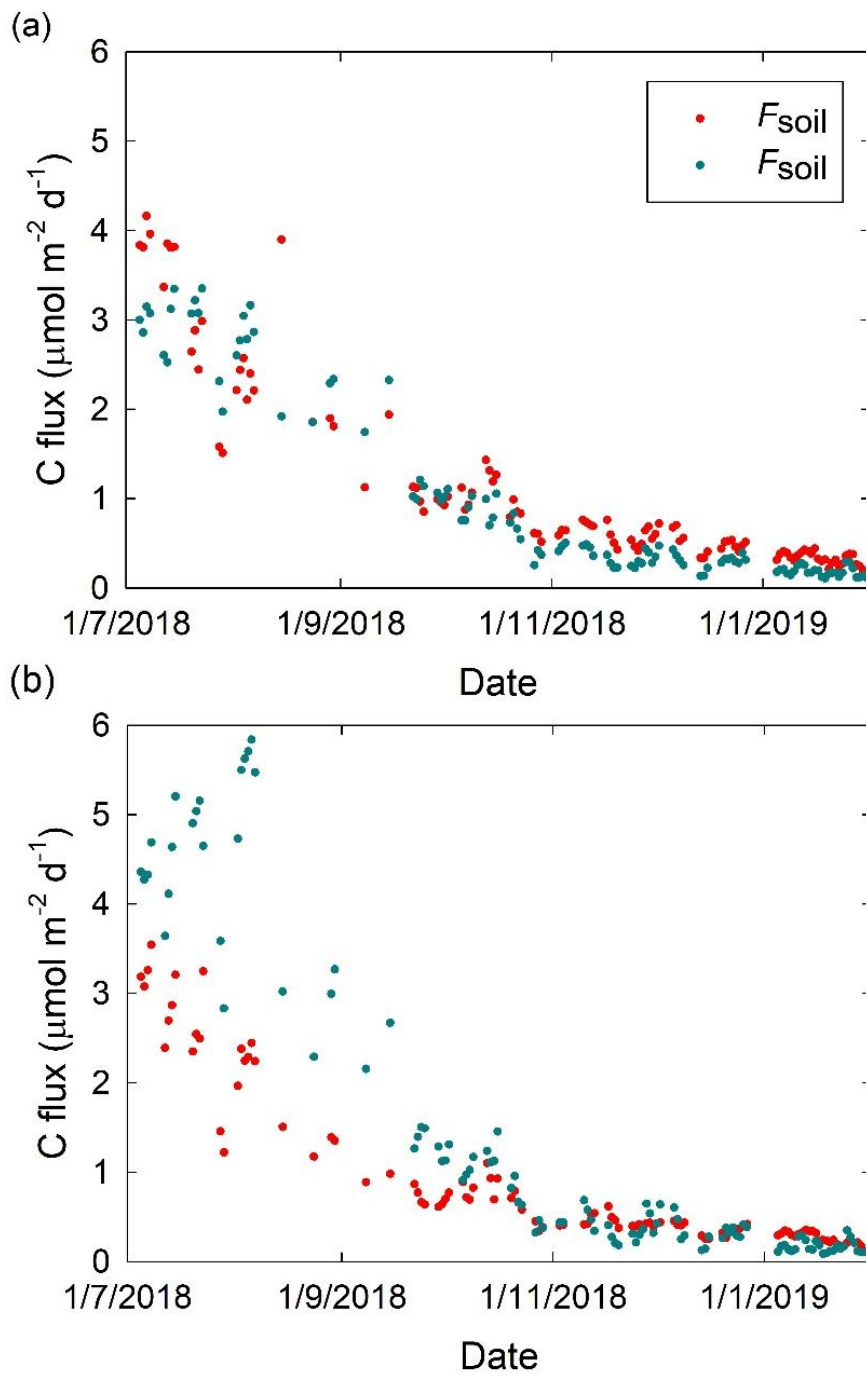 (a)
6
5
4
3
2
1
0
C flux (μmol m⁻² d⁻¹)
Fsoil
Fsoil
1/7/2018 1/9/2018 1/11/2018 1/1/2019
Date
(b)
6
5
4
3
2
1
0
C flux (μmol m⁻² d⁻¹)
1/7/2018 1/9/2018 1/11/2018 1/1/2019
Date